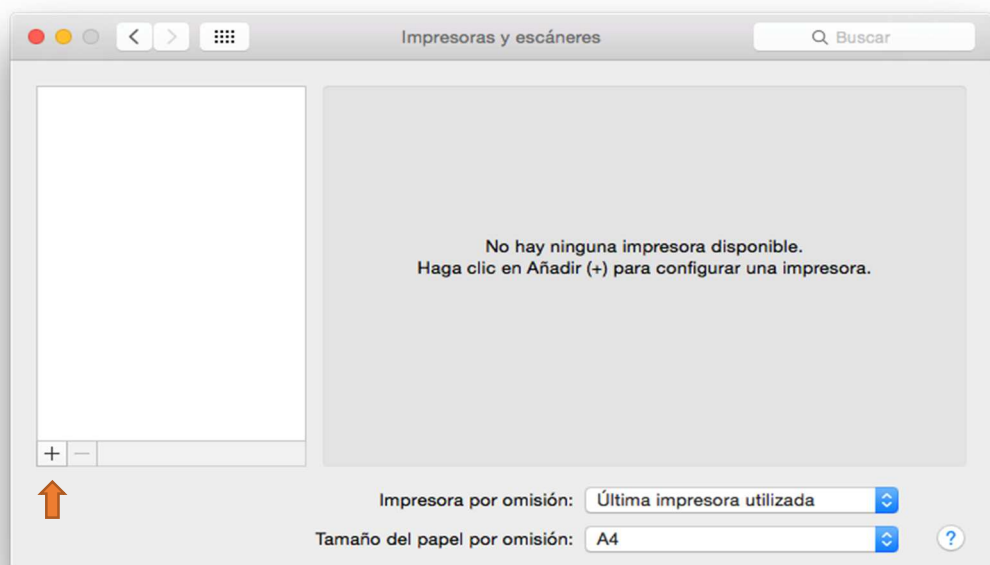 Impresoras y escáneres
Buscar
No hay ninguna impresora disponible.
Haga clic en Añadir (+) para configurar una impresora.
+ −
Impresora por omisión: Última impresora utilizada
Tamaño del papel por omisión: A4
?